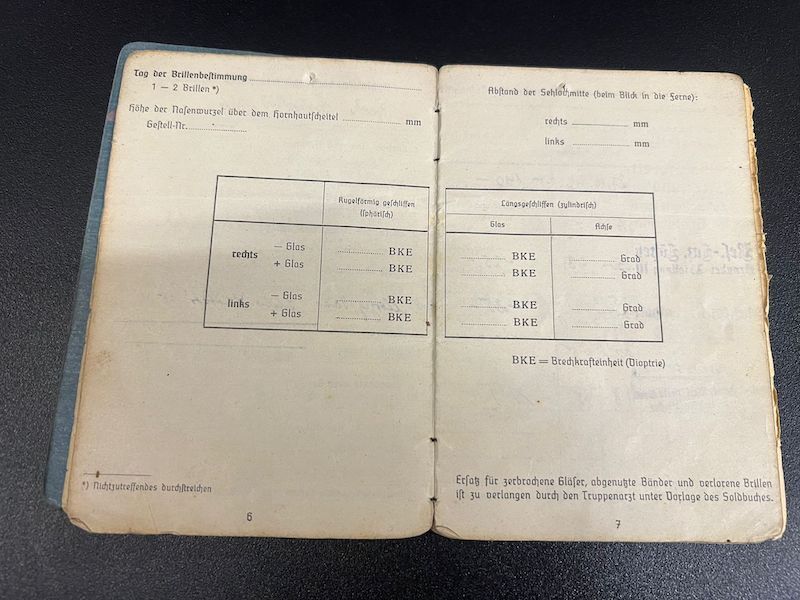 Tag der Brillenbestimmung
1 — 2 Brillen *)
Höhe der Nasenwurzel über dem Hornhautscheitel mm
Gestell-Nr.
Kugelförmig geschliffen
(sphärisch)
rechts
— Glas BKE
+ Glas BKE
links
— Glas BKE
+ Glas BKE
*) Nichtzutreffendes durchstreichen
6
Abstand der Sehlochmitte (beim Blick in die Ferne):
rechts mm
links mm
Längsgeschliffen (zylindrisch)
Glas Achse
BKE Grad
BKE Grad
BKE Grad
BKE Grad
BKE = Brechkrafteinheit (Dioptrie)
Ersatz für zerbrochene Gläser, abgenutzte Bänder und verlorene Brillen
ist zu verlangen durch den Truppenarzt unter Vorlage des Soldbuches.
7